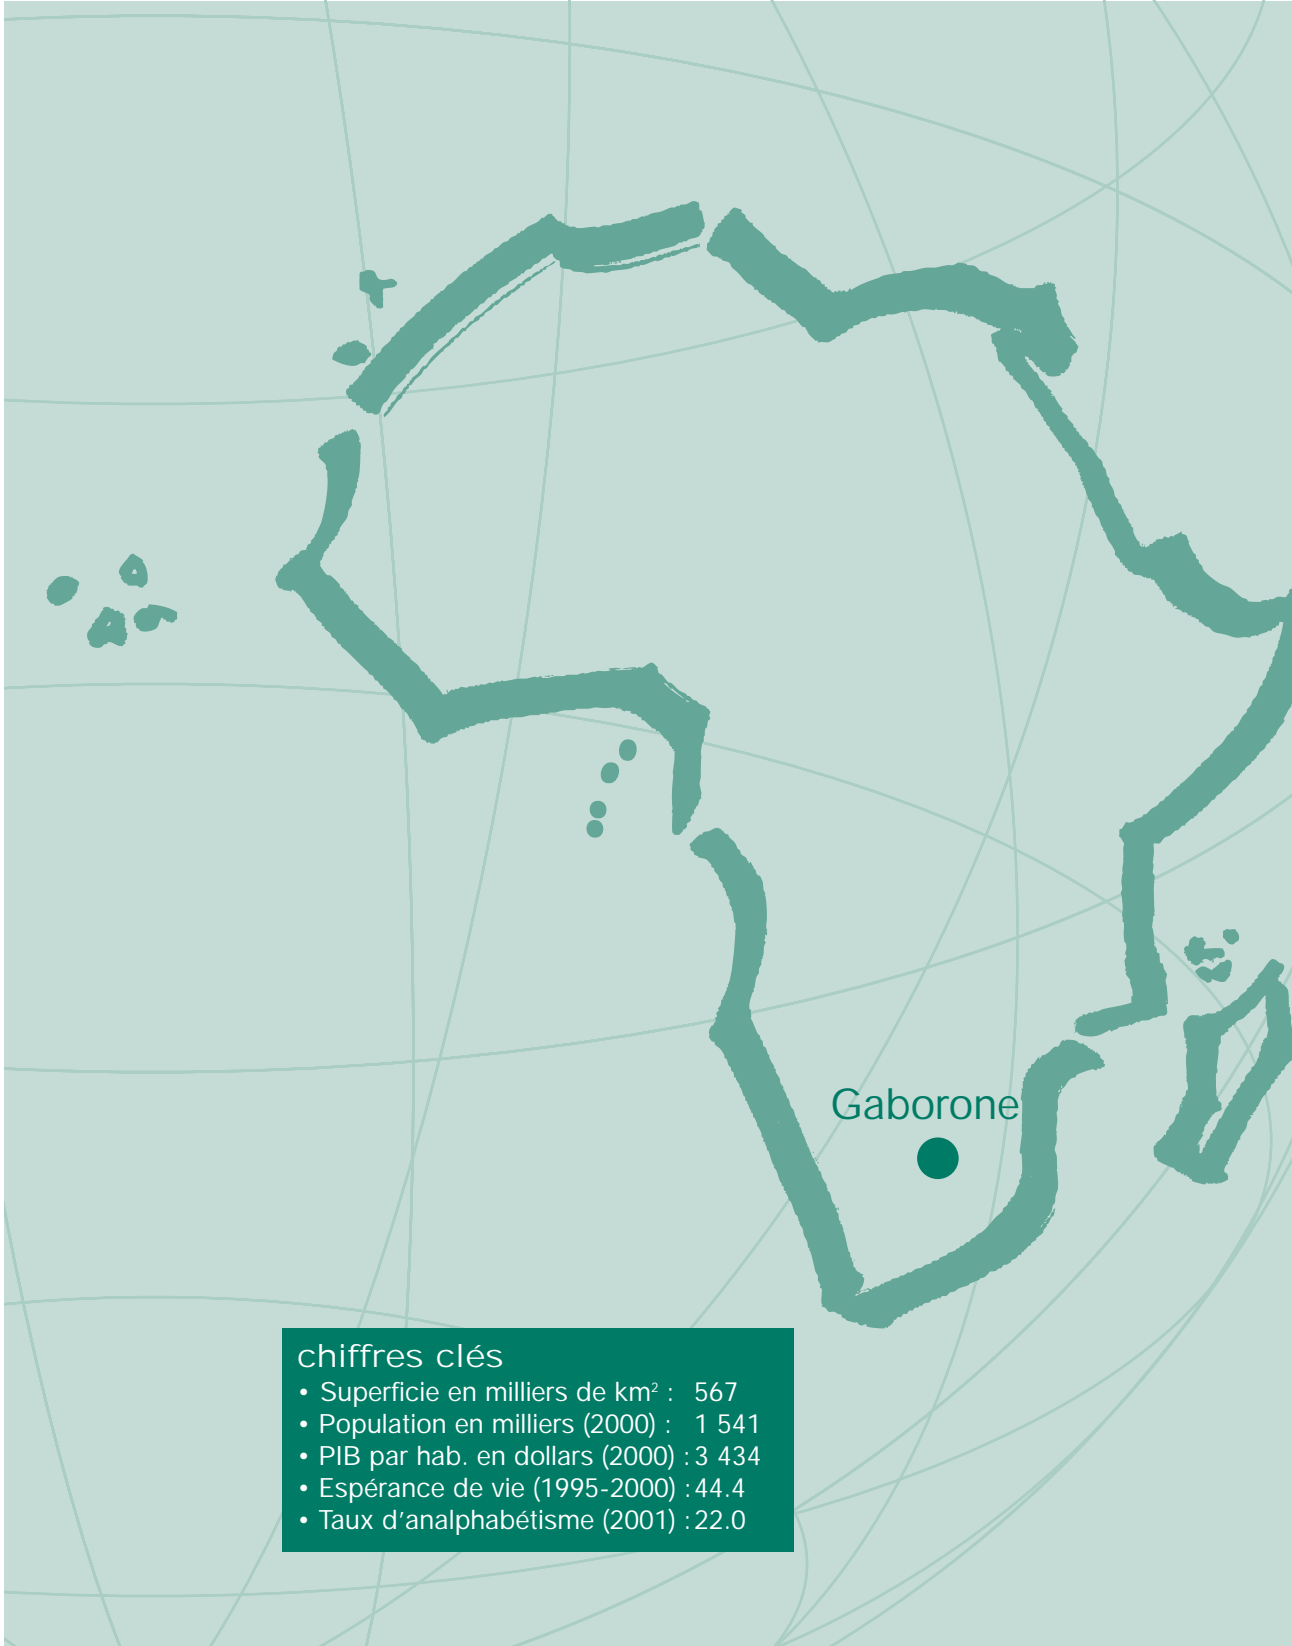 Gaborone
chiffres clés
• Superficie en milliers de km² : 567
• Population en milliers (2000) : 1 541
• PIB par hab. en dollars (2000) : 3 434
• Espérance de vie (1995-2000) : 44.4
• Taux d'analphabétisme (2001) : 22.0